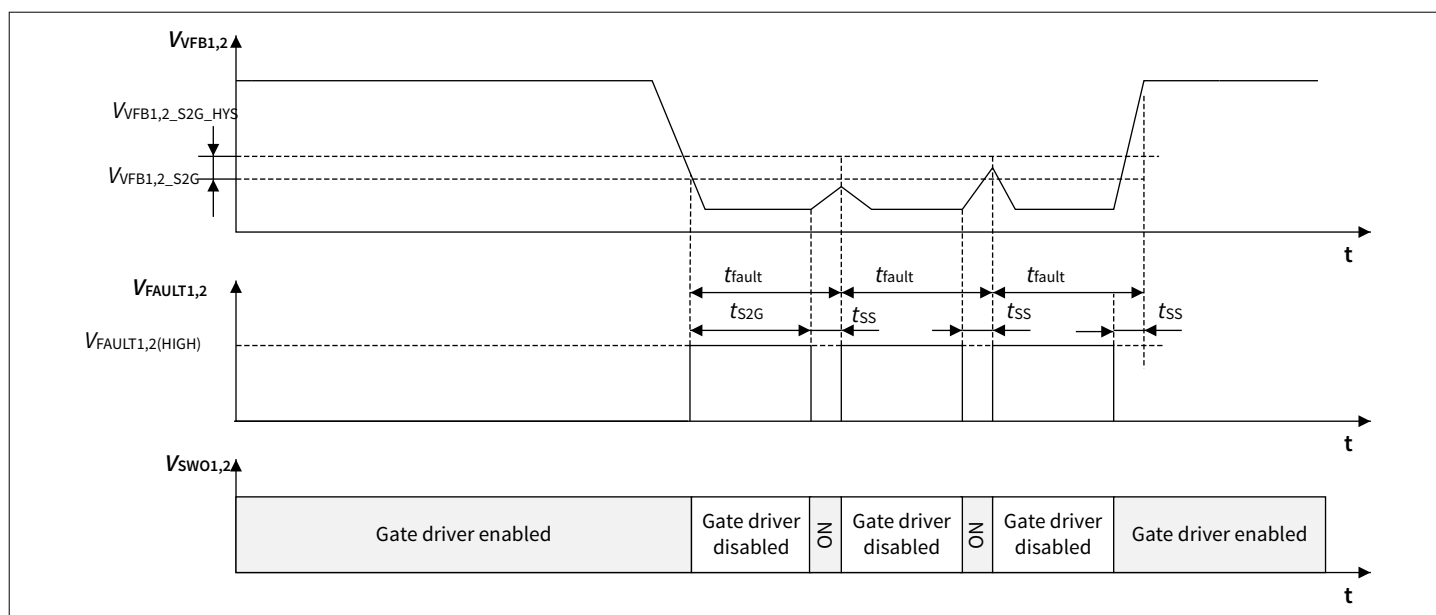 VVFB1,2
VVFB1,2_S2G_HYS
VVFB1,2_S2G
t
VFAULT1,2
tfault tfault tfault
tS2G tSS tSS tSS
VFAULT1,2(HIGH)
t
VSWO1,2
Gate driver enabled
Gate driver
disabled
ON
Gate driver
disabled
ON
Gate driver
disabled
Gate driver enabled
t